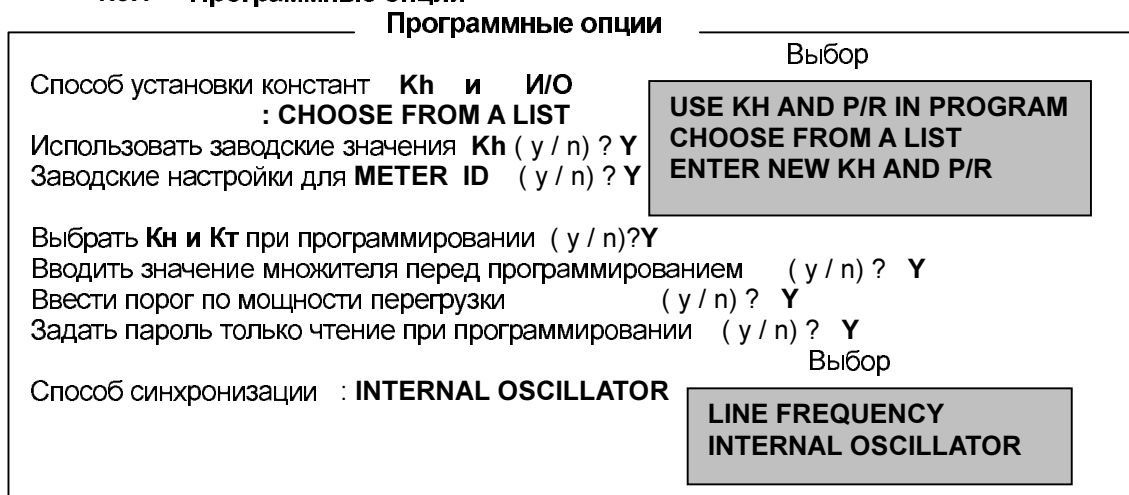 Программные опции
Выбор
Способ установки констант Kh и И/О
: CHOOSE FROM A LIST
Использовать заводские значения Kh ( y / n) ? Y
Заводские настройки для METER ID ( y / n) ? Y
USE KH AND P/R IN PROGRAM
CHOOSE FROM A LIST
ENTER NEW KH AND P/R
Выбрать Кн и Кт при программировании ( y / n)?Y
Вводить значение множителя перед программированием ( y / n) ? Y
Ввести порог по мощности перегрузки ( y / n) ? Y
Задать пароль только чтение при программировании ( y / n) ? Y
Выбор
Способ синхронизации : INTERNAL OSCILLATOR
LINE FREQUENCY
INTERNAL OSCILLATOR